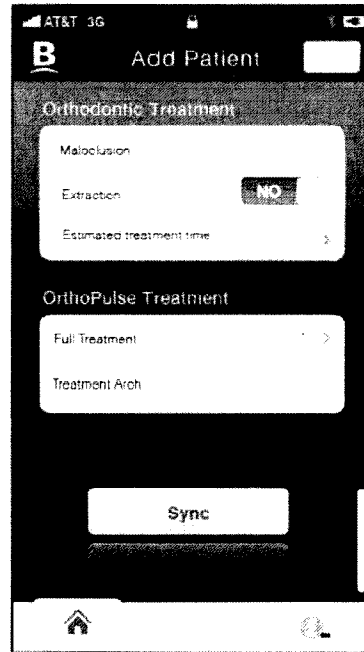 AT&T 3G
B Add Patient
Orthodontic Treatment
Maloclusion
Extraction NO
Estimated treatment time
OrthoPulse Treatment
Full Treatment
Treatment Arch
Sync